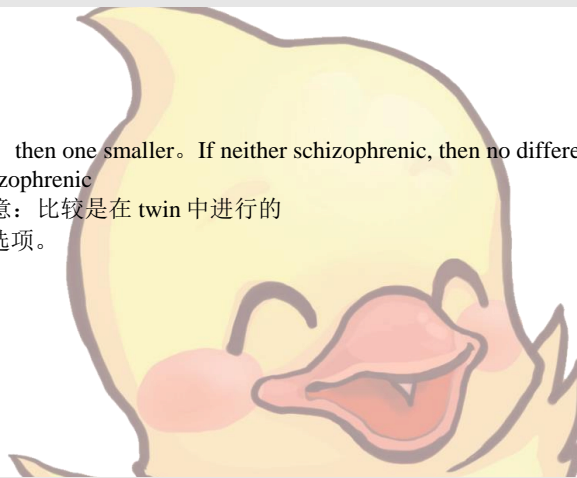 then one smaller。If neither schizophrenic, then no differe
zophrenic
意：比较是在 twin 中进行的
选项。